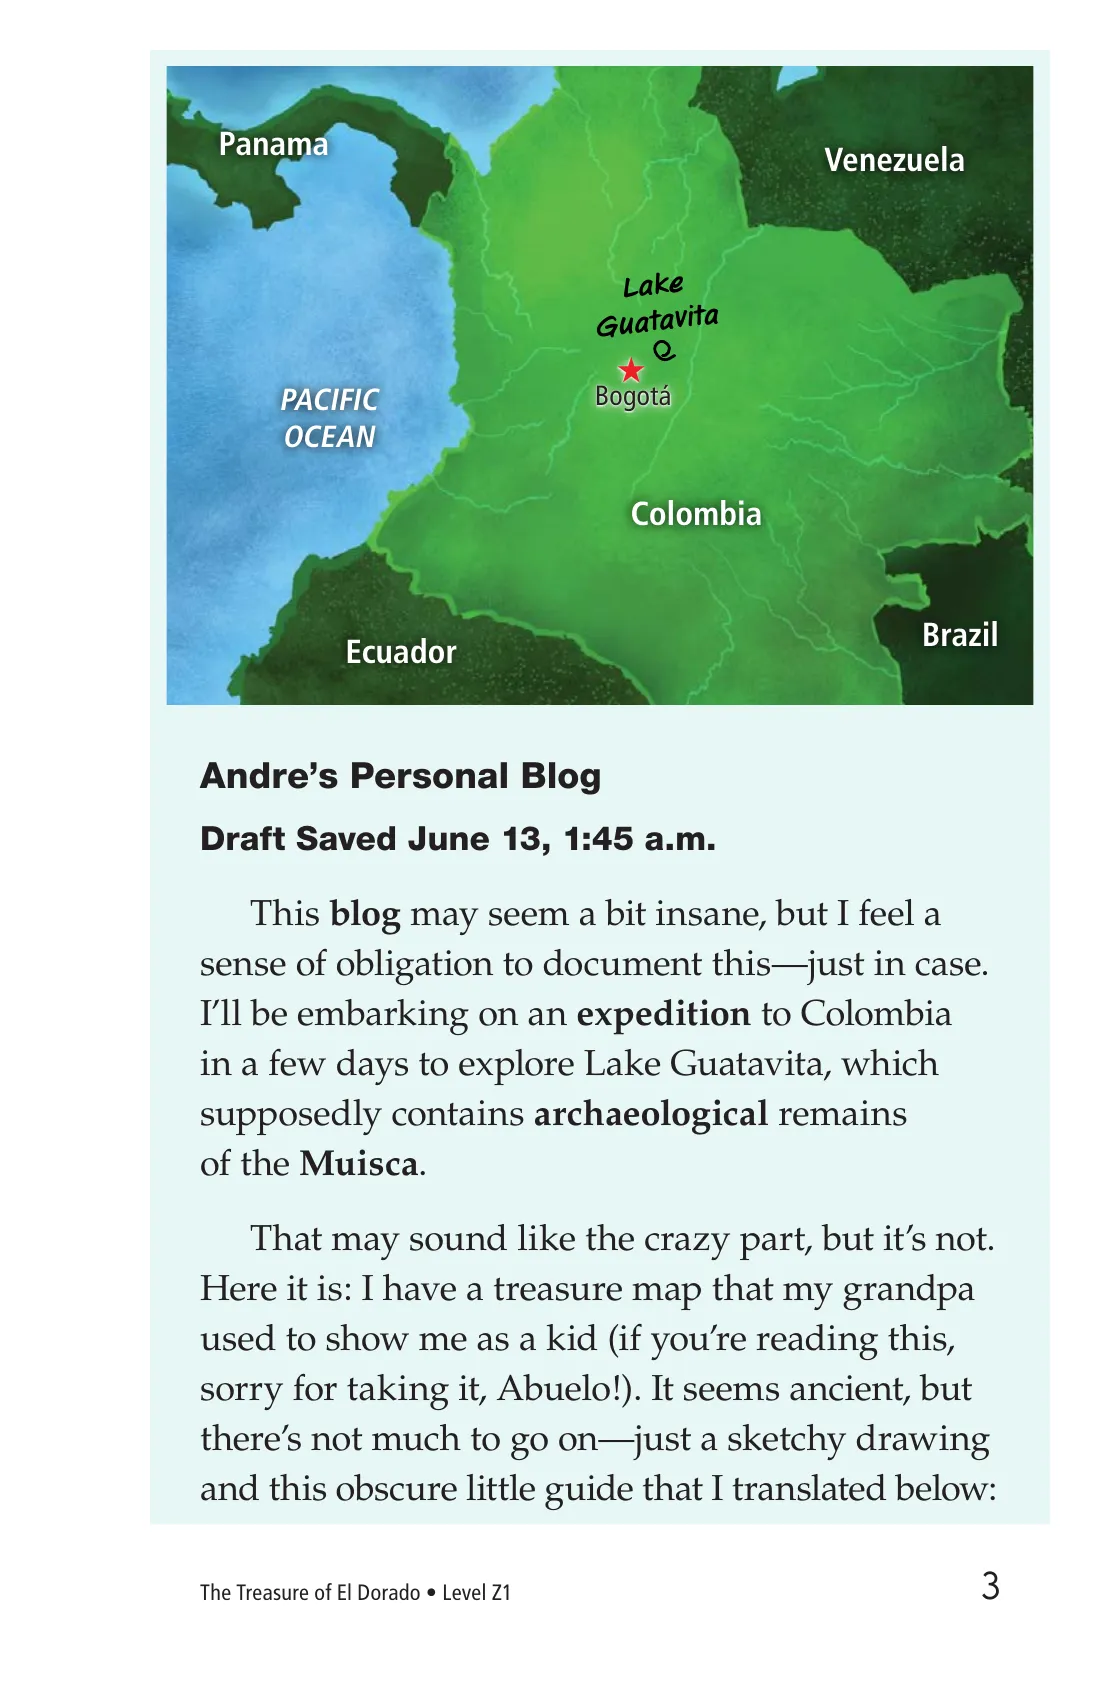 Panama
Venezuela
Lake
Guatavita
Bogotá
PACIFIC
OCEAN
Colombia
Ecuador
Brazil
Andre's Personal Blog
Draft Saved June 13, 1:45 a.m.
This blog may seem a bit insane, but I feel a
sense of obligation to document this—just in case.
I'll be embarking on an expedition to Colombia
in a few days to explore Lake Guatavita, which
supposedly contains archaeological remains
of the Muisca.
That may sound like the crazy part, but it's not.
Here it is: I have a treasure map that my grandpa
used to show me as a kid (if you're reading this,
sorry for taking it, Abuelo!). It seems ancient, but
there's not much to go on—just a sketchy drawing
and this obscure little guide that I translated below:
The Treasure of El Dorado • Level Z1
3